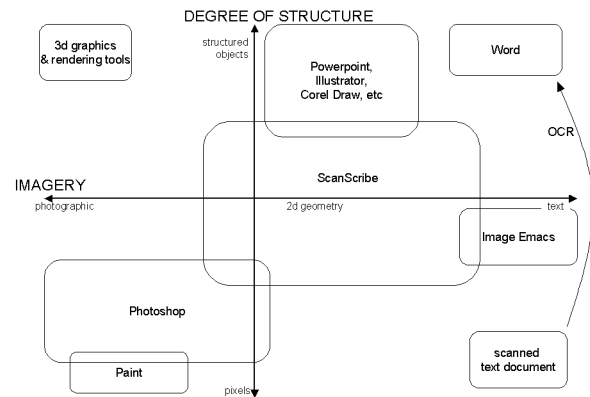 DEGREE OF STRUCTURE
structured
objects
3d graphics
& rendering tools
Powerpoint,
Illustrator,
Corel Draw, etc
Word
OCR
ScanScribe
IMAGERY
photographic
2d geometry
text
Image Emacs
Photoshop
Paint
scanned
text document
pixels